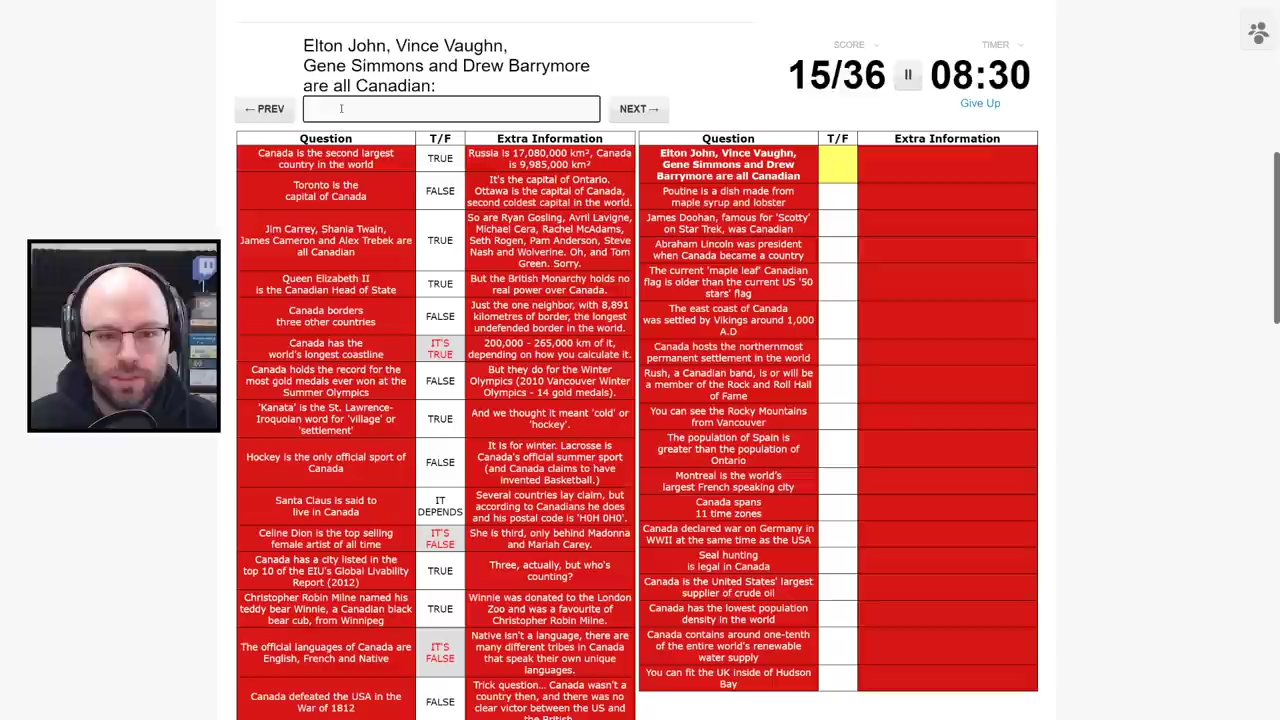 Elton John, Vince Vaughn,
Gene Simmons and Drew Barrymore
are all Canadian:
← PREV
NEXT →
SCORE
15/36
TIMER
08:30
Give Up
Question
T/F
Extra Information
Canada is the second largest
country in the world
TRUE
Russia is 17,080,000 km², Canada
is 9,985,000 km²
Toronto is the
capital of Canada
FALSE
It's the capital of Ontario.
Ottawa is the capital of Canada,
second coldest capital in the world.
Jim Carrey, Shania Twain,
James Cameron and Alex Trebek are
all Canadian
TRUE
So are Ryan Gosling, Avril Lavigne,
Michael Cera, Rachel McAdams,
Seth Rogen, Pam Anderson, Steve
Nash and Wolverine. Oh, and Tom
Green. Sorry.
Queen Elizabeth II
is the Canadian Head of State
TRUE
But the British Monarchy holds no
real power over Canada.
Canada borders
three other countries
FALSE
Just the one neighbor, with 8,891
kilometres of border, the longest
undefended border in the world.
Canada has the
world's longest coastline
IT'S
TRUE
200,000 - 265,000 km of it,
depending on how you calculate it.
Canada holds the record for the
most gold medals ever won at the
Summer Olympics
FALSE
But they do for the Winter
Olympics (2010 Vancouver Winter
Olympics - 14 gold medals).
'Kanata' is the St. Lawrence-
Iroquoian word for 'village' or
'settlement'
TRUE
And we thought it meant 'cold' or
'hockey'.
Hockey is the only official sport of
Canada
FALSE
It is for winter. Lacrosse is
Canada's official summer sport
(and Canada claims to have
invented Basketball.)
Santa Claus is said to
live in Canada
IT
DEPENDS
Several countries lay claim, but
according to Canadians he does
and his postal code is 'H0H 0H0'.
Celine Dion is the top selling
female artist of all time
IT'S
FALSE
She is third, only behind Madonna
and Mariah Carey.
Canada has a city listed in the
top 10 of the EIU's Global Livability
Report (2012)
TRUE
Three, actually, but who's
counting?
Christopher Robin Milne named his
teddy bear Winnie, a Canadian black
bear cub, from Winnipeg
TRUE
Winnie was donated to the London
Zoo and was a favourite of
Christopher Robin Milne.
The official languages of Canada are
English, French and Native
IT'S
FALSE
Native isn't a language, there are
many different tribes in Canada
that speak their own unique
languages.
Canada defeated the USA in the
War of 1812
FALSE
Trick question... Canada wasn't a
country then, and there was no
clear victor between the US and
the British.
Question
T/F
Extra Information
Elton John, Vince Vaughn,
Gene Simmons and Drew
Barrymore are all Canadian
Poutine is a dish made from
maple syrup and lobster
James Doohan, famous for 'Scotty'
on Star Trek, was Canadian
Abraham Lincoln was president
when Canada became a country
The current 'maple leaf' Canadian
flag is older than the current US '50
stars' flag
The east coast of Canada
was settled by Vikings around 1,000
A.D
Canada hosts the northernmost
permanent settlement in the world
Rush, a Canadian band, is or will be
a member of the Rock and Roll Hall
of Fame
You can see the Rocky Mountains
from Vancouver
The population of Spain is
greater than the population of
Ontario
Montreal is the world's
largest French speaking city
Canada spans
11 time zones
Canada declared war on Germany in
WWII at the same time as the USA
Seal hunting
is legal in Canada
Canada is the United States' largest
supplier of crude oil
Canada has the lowest population
density in the world
Canada contains around one-tenth
of the entire world's renewable
water supply
You can fit the UK inside of Hudson
Bay